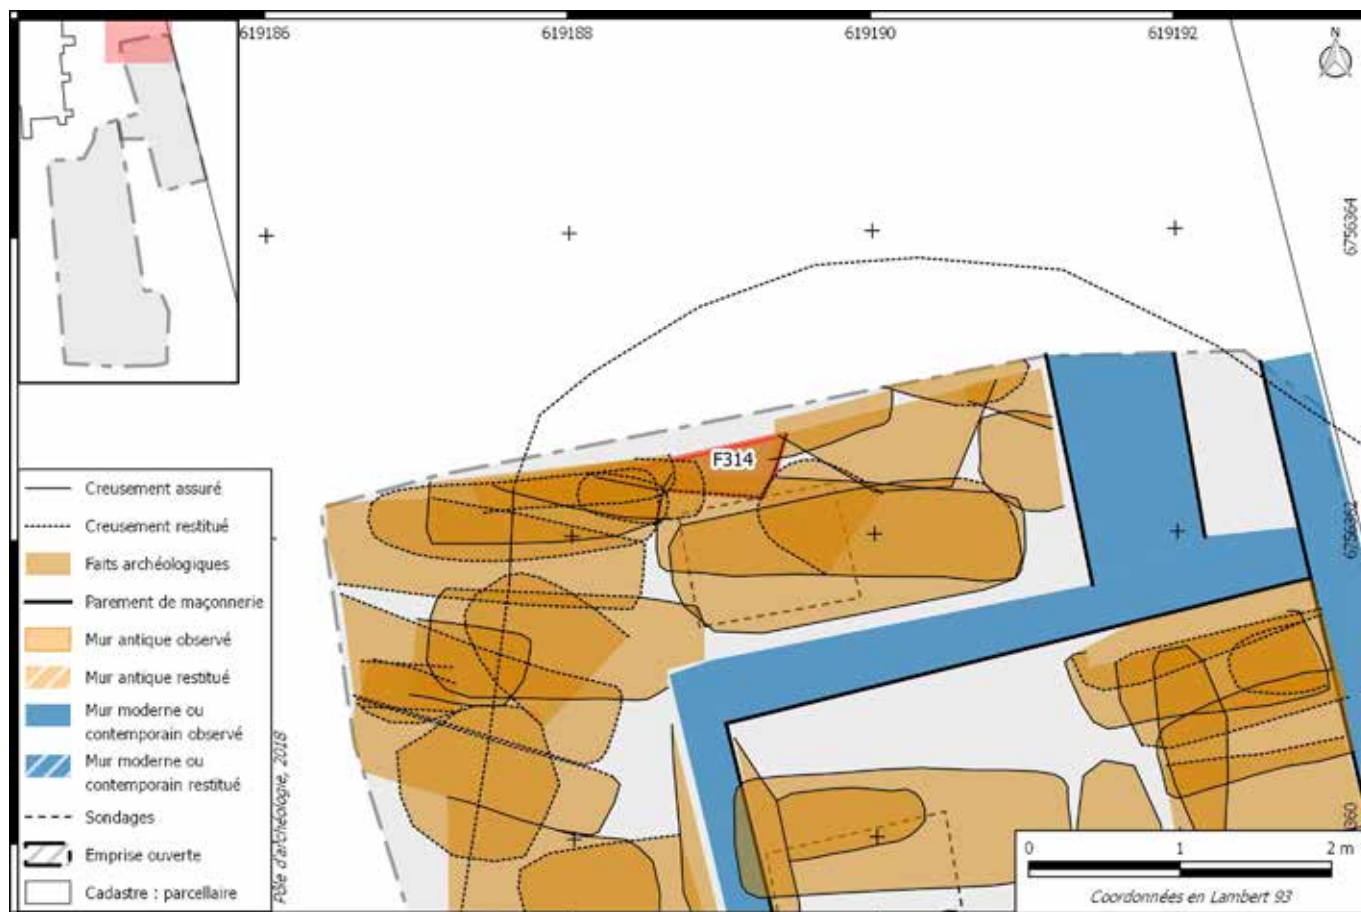 619186
619188
619190
619192
N
6756364
F314
6756362
Creusement assuré
Creusement restitué
Faits archéologiques
Parement de maçonnerie
Mur antique observé
Mur antique restitué
Mur moderne ou
contemporain observé
Mur moderne ou
contemporain restitué
Sondages
Emprise ouverte
Cadastre : parcellaire
Pôle d'archéologie, 2018
360
0
1
2 m
Coordonnées en Lambert 93